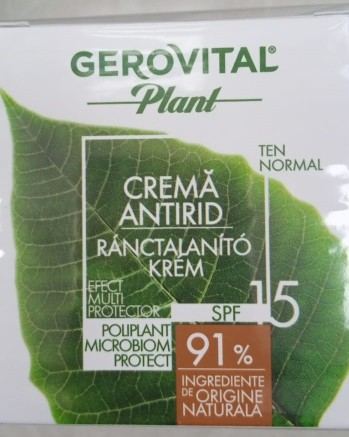 GEROVITAL®
Plant
TEN
NORMAL
CREMĂ
ANTIRID
RÁNCTALANÍTÓ
KRÉM
EFECT
MULTI
PROTECTOR
SPF 15
POLIPLANT
MICROBIOM
PROTECT
91%
INGREDIENTE
DE ORIGINE
NATURALĂ